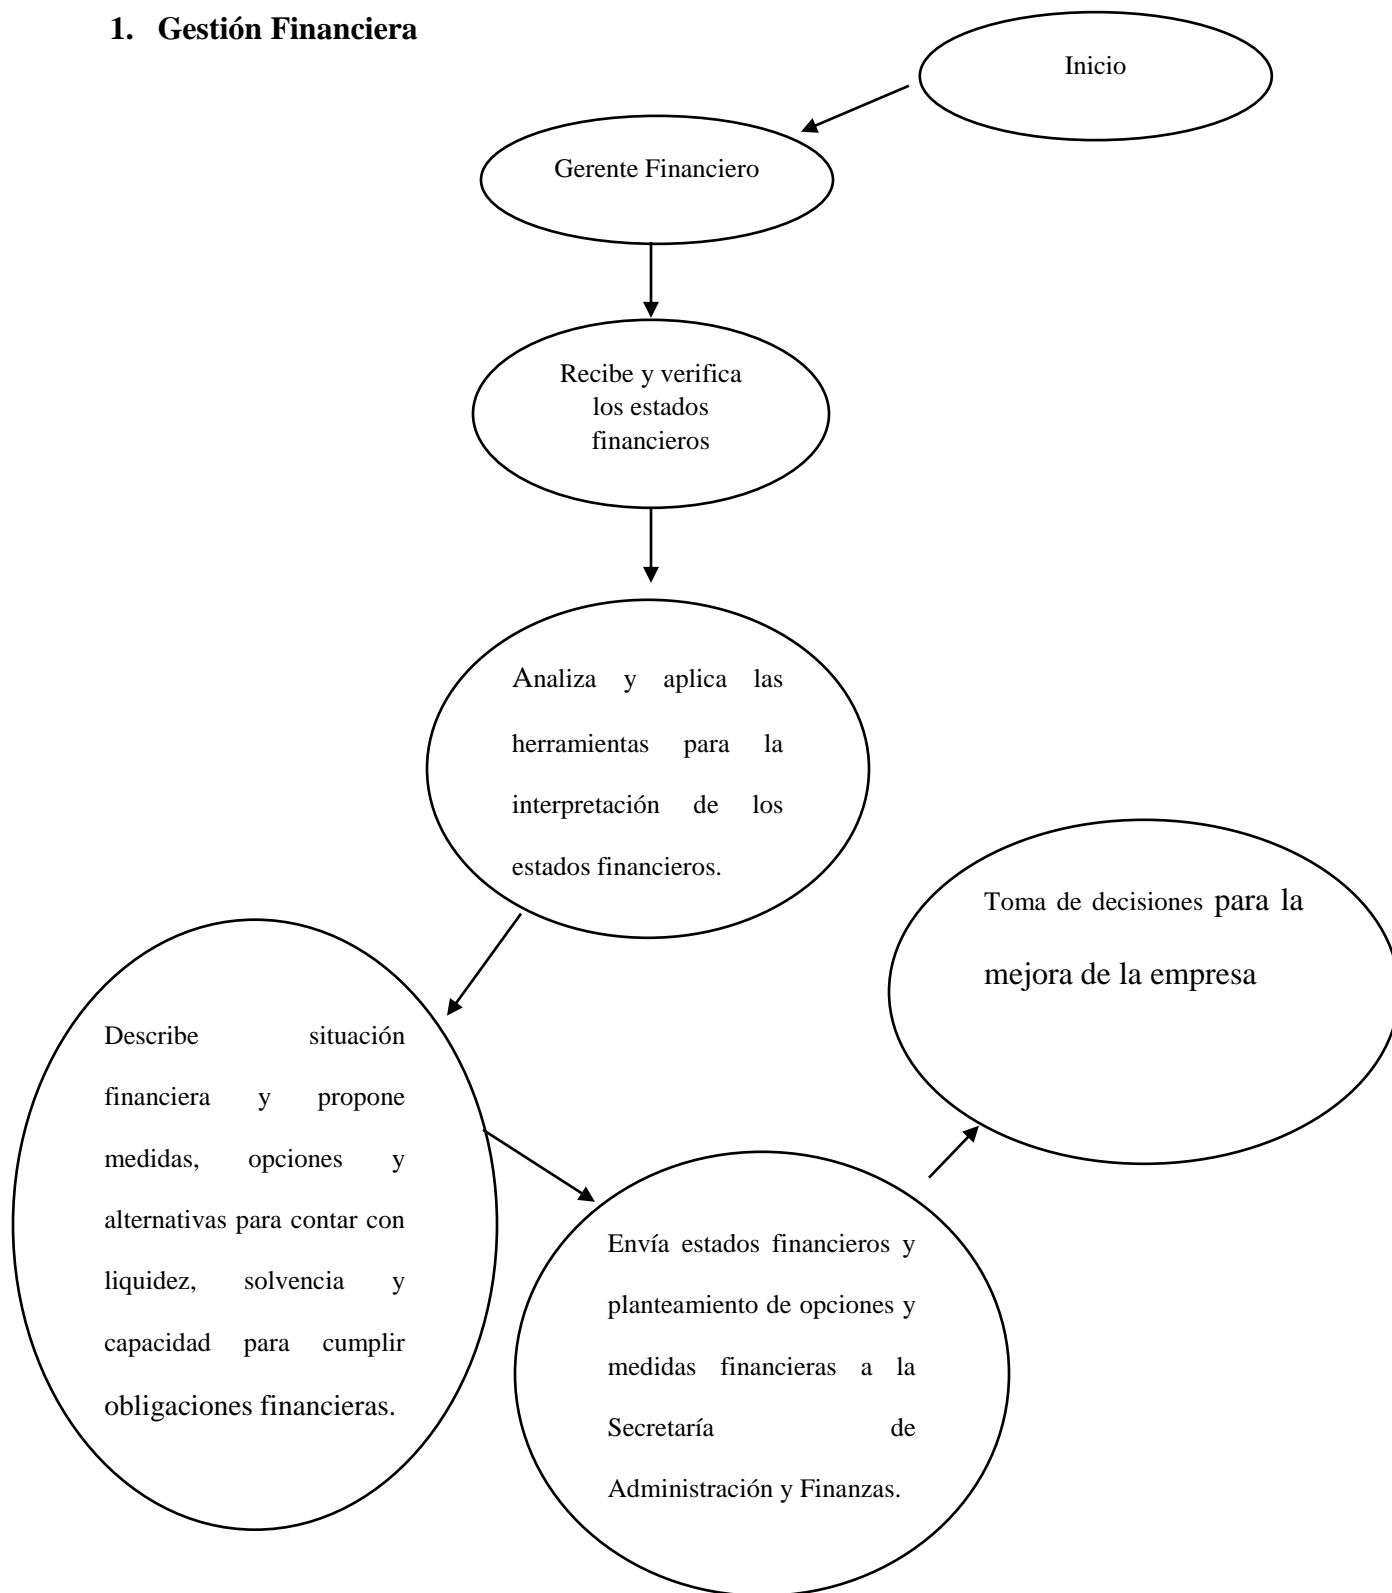 1. Gestión Financiera
Inicio
Gerente Financiero
Recibe y verifica
los estados
financieros
Analiza y aplica las
herramientas para la
interpretación de los
estados financieros.
Describe situación
financiera y propone
medidas, opciones y
alternativas para contar con
liquidez, solvencia y
capacidad para cumplir
obligaciones financieras.
Envía estados financieros y
planteamiento de opciones y
medidas financieras a la
Secretaría de
Administración y Finanzas.
Toma de decisiones para la
mejora de la empresa